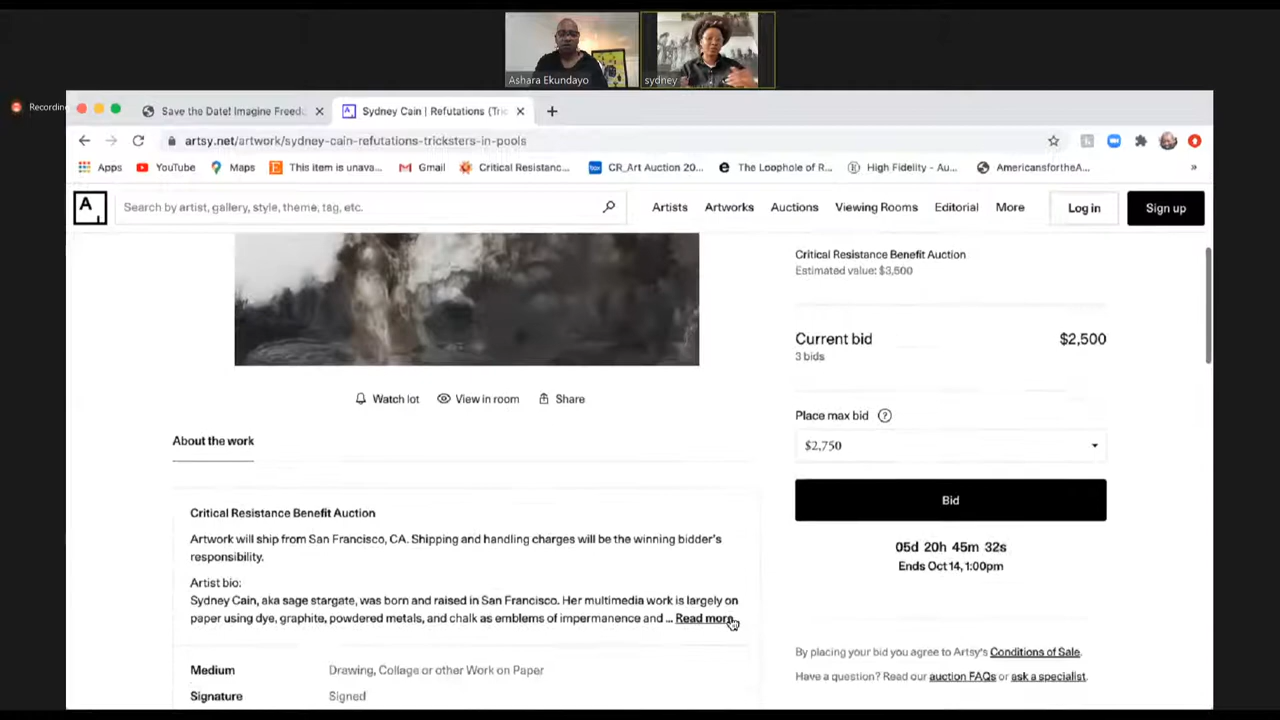 Ashara Ekundayo
sydney
Recording
Save the Date! Imagine Freed
Sydney Cain | Refutations (Tric
artsy.net/artwork/sydney-cain-refutations-tricksters-in-pools
Apps YouTube Maps This item is unava... Gmail Critical Resistanc... CR_Art Auction 20... The Loophole of R... High Fidelity - Au... AmericansfortheA... »
A
Search by artist, gallery, style, theme, tag, etc.
Artists Artworks Auctions Viewing Rooms Editorial More Log in Sign up
Critical Resistance Benefit Auction
Estimated value: $3,500
Current bid $2,500
3 bids
Watch lot View in room Share
Place max bid ?
$2,750
About the work
Bid
05d 20h 45m 32s
Ends Oct 14, 1:00pm
Critical Resistance Benefit Auction
Artwork will ship from San Francisco, CA. Shipping and handling charges will be the winning bidder's
responsibility.
Artist bio:
Sydney Cain, aka sage stargate, was born and raised in San Francisco. Her multimedia work is largely on
paper using dye, graphite, powdered metals, and chalk as emblems of impermanence and ... Read more
Medium Drawing, Collage or other Work on Paper
Signature Signed
By placing your bid you agree to Artsy's Conditions of Sale.
Have a question? Read our auction FAQs or ask a specialist.